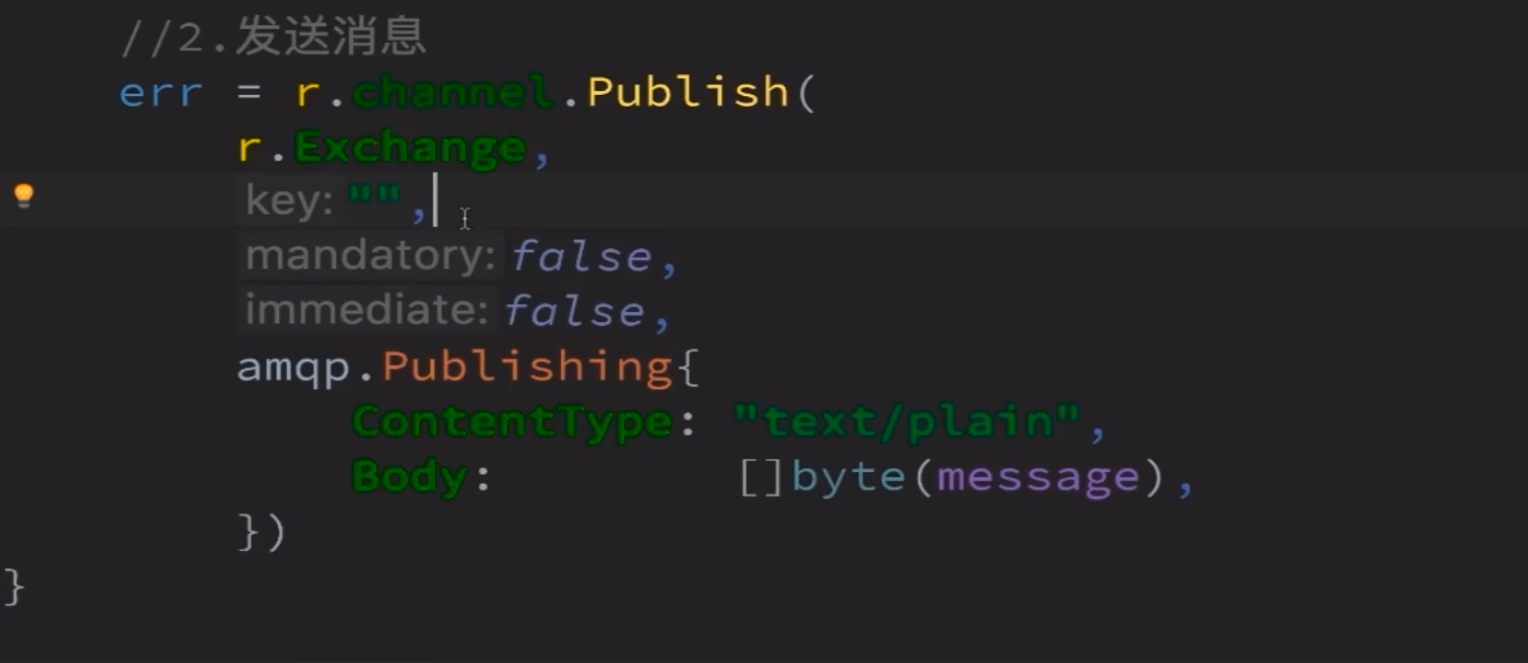 //2.发送消息
err = r.channel.Publish(
r.Exchange,
key: "",
mandatory: false,
immediate: false,
amqp.Publishing{
ContentType: "text/plain",
Body: []byte(message),
})
}